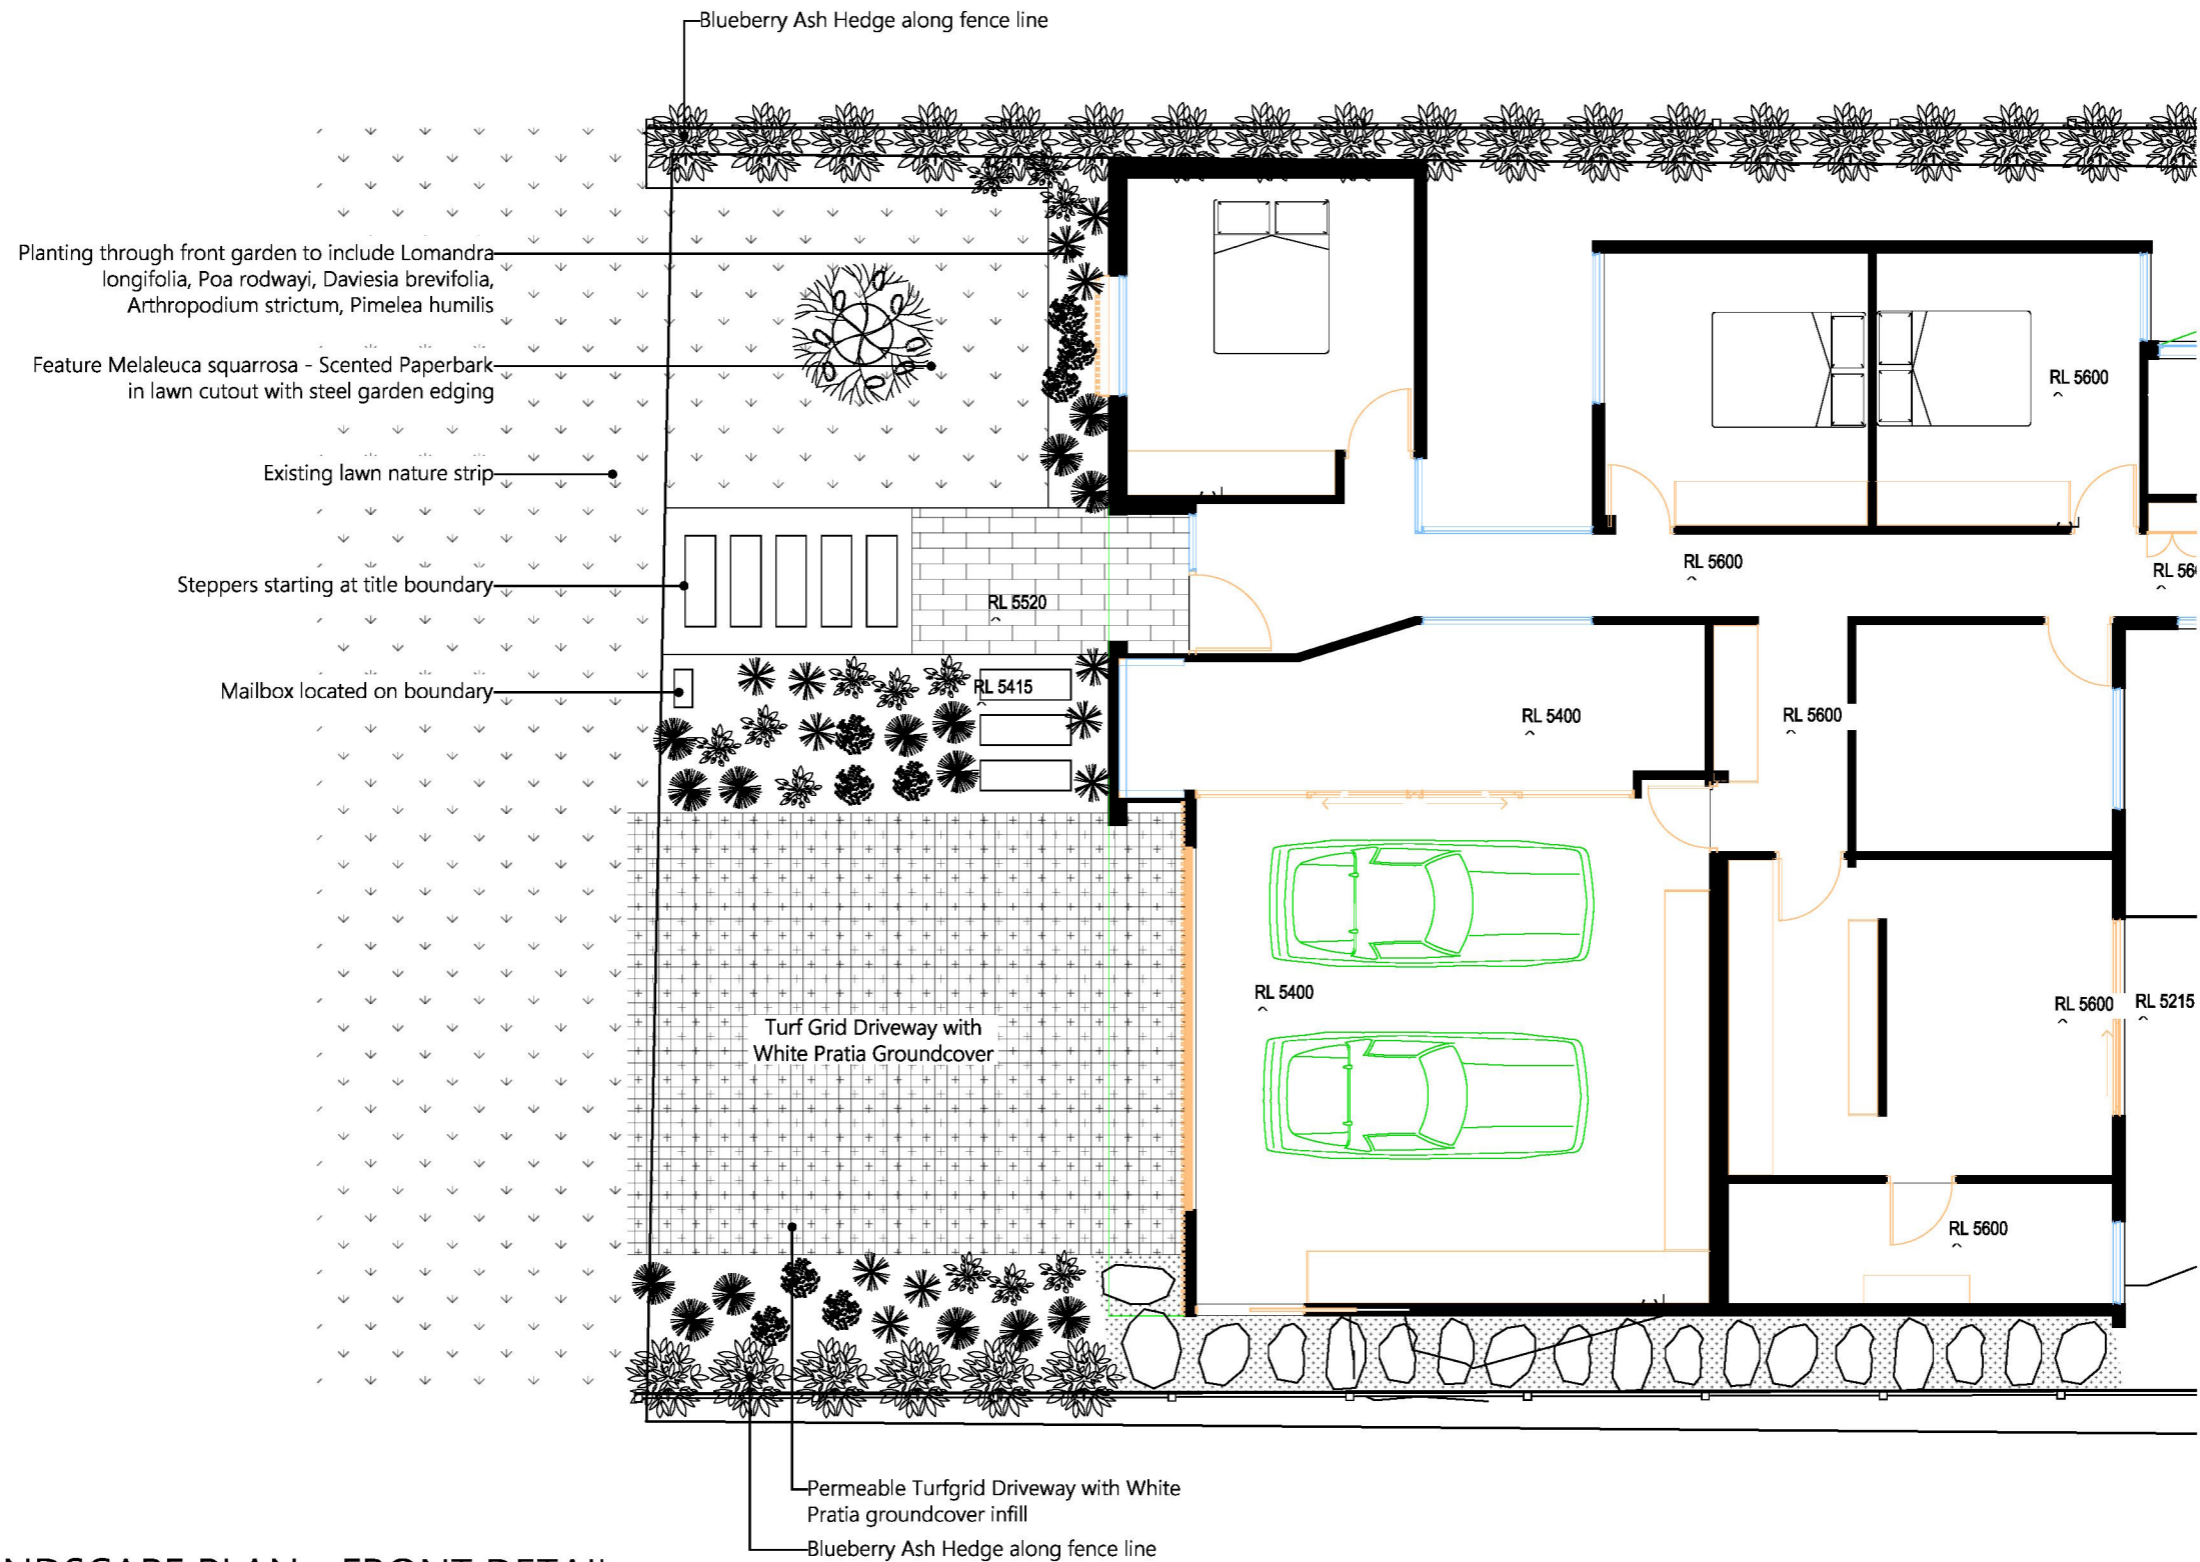 Blueberry Ash Hedge along fence line
Planting through front garden to include Lomandra
longifolia, Poa rodwayi, Daviesia brevifolia,
Arthropodium strictum, Pimelea humilis
Feature Melaleuca squarrosa - Scented Paperbark
in lawn cutout with steel garden edging
RL 5600
Existing lawn nature strip
RL 5600
RL 56
Steppers starting at title boundary
RL 5520
Mailbox located on boundary
RL 5415
RL 5400
RL 5600
RL 5400
RL 5600
RL 5215
Turf Grid Driveway with
White Pratia Groundcover
RL 5600
Permeable Turfgrid Driveway with White
Pratia groundcover infill
Blueberry Ash Hedge along fence line